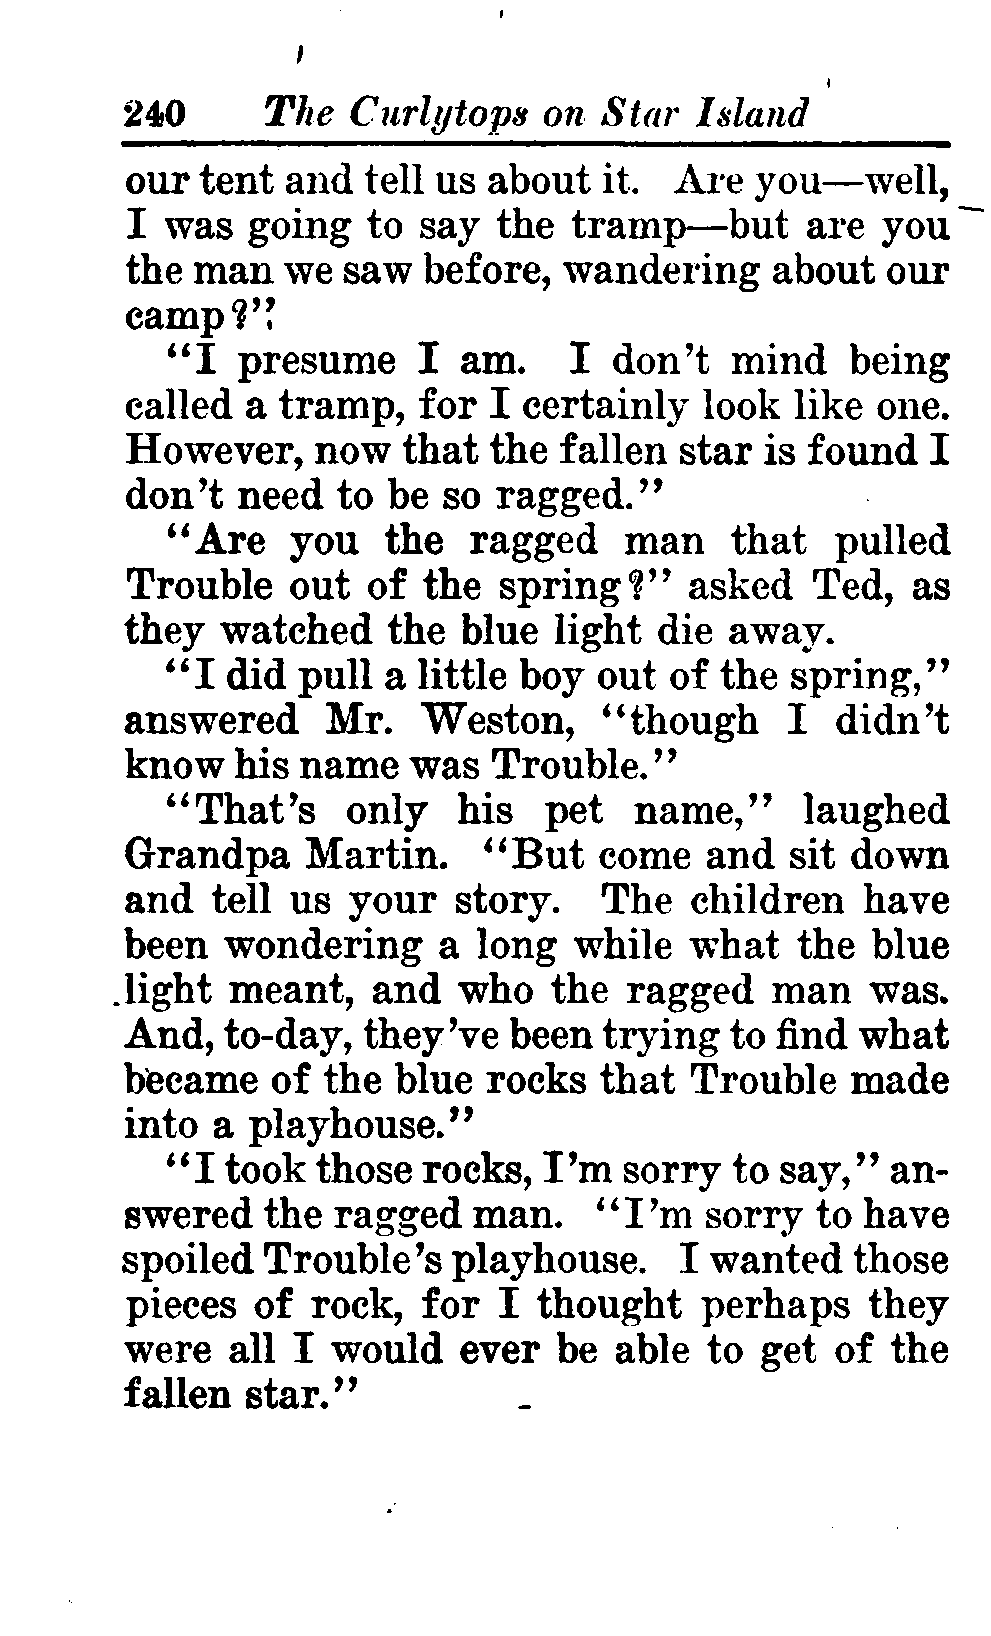 240 The Curlytops on Star Island
our tent and tell us about it. Are you—well,
I was going to say the tramp—but are you
the man we saw before, wandering about our
camp?"
"I presume I am. I don't mind being
called a tramp, for I certainly look like one.
However, now that the fallen star is found I
don't need to be so ragged."
"Are you the ragged man that pulled
Trouble out of the spring?" asked Ted, as
they watched the blue light die away.
"I did pull a little boy out of the spring,"
answered Mr. Weston, "though I didn't
know his name was Trouble."
"That's only his pet name," laughed
Grandpa Martin. "But come and sit down
and tell us your story. The children have
been wondering a long while what the blue
light meant, and who the ragged man was.
And, to-day, they've been trying to find what
became of the blue rocks that Trouble made
into a playhouse."
"I took those rocks, I'm sorry to say," an-
swered the ragged man. "I'm sorry to have
spoiled Trouble's playhouse. I wanted those
pieces of rock, for I thought perhaps they
were all I would ever be able to get of the
fallen star."